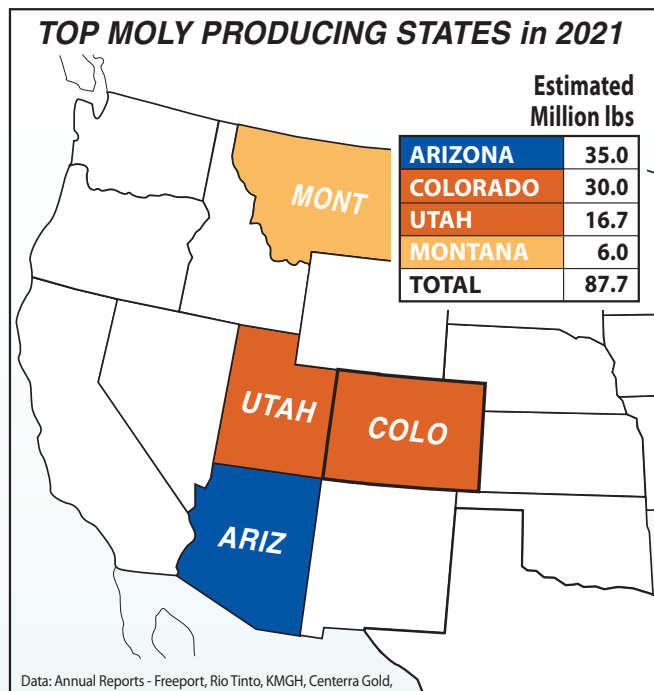 TOP MOLY PRODUCING STATES in 2021
Estimated
Million lbs
ARIZONA 35.0
COLORADO 30.0
UTAH 16.7
MONTANA 6.0
TOTAL 87.7
MONT
UTAH
COLO
ARIZ
Data: Annual Reports - Freeport, Rio Tinto, KMGH, Centerra Gold,